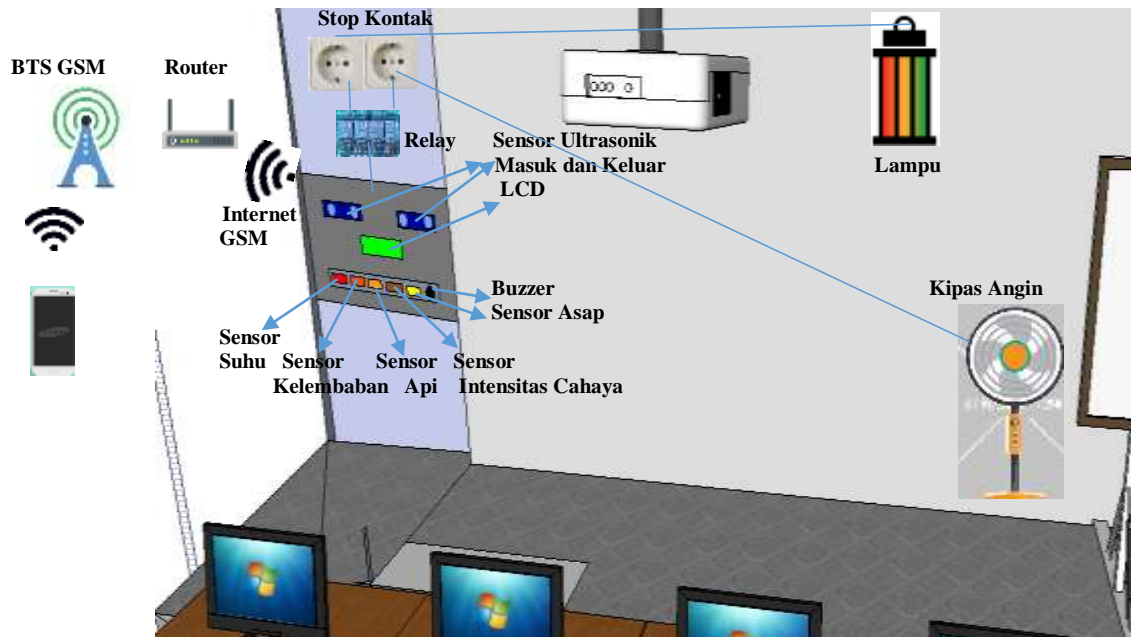 Stop Kontak
BTS GSM
Router
Relay
Sensor Ultrasonik
Masuk dan Keluar
LCD
Lampu
Internet
GSM
Buzzer
Sensor Asap
Kipas Angin
Sensor
Suhu
Sensor
Kelembaban
Sensor
Api
Sensor
Intensitas Cahaya